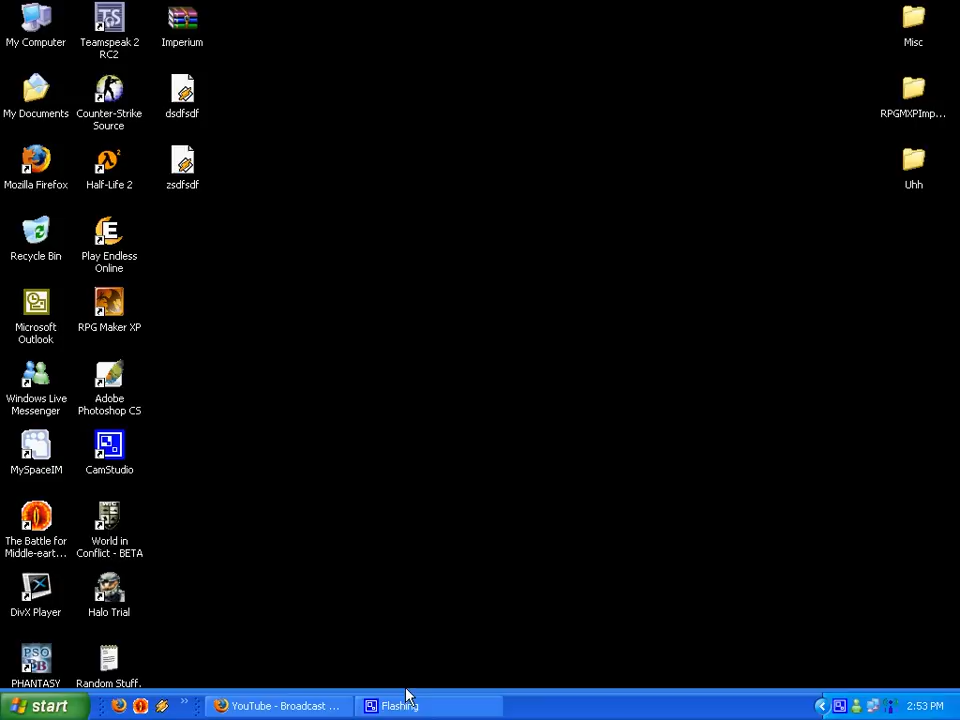 My Computer
Teamspeak 2
RC2
Imperium
Misc
My Documents
Counter-Strike
Source
dsdfsdf
RPGMXPImp...
Mozilla Firefox
Half-Life 2
zsdfsdf
Uhh
Recycle Bin
Play Endless
Online
Microsoft
Outlook
RPG Maker XP
Windows Live
Messenger
Adobe
Photoshop CS
MySpaceIM
CamStudio
The Battle for
Middle-eart...
World in
Conflict - BETA
DivX Player
Halo Trial
PHANTASY
Random Stuff.
start
YouTube - Broadcast ...
Flashing
2:53 PM